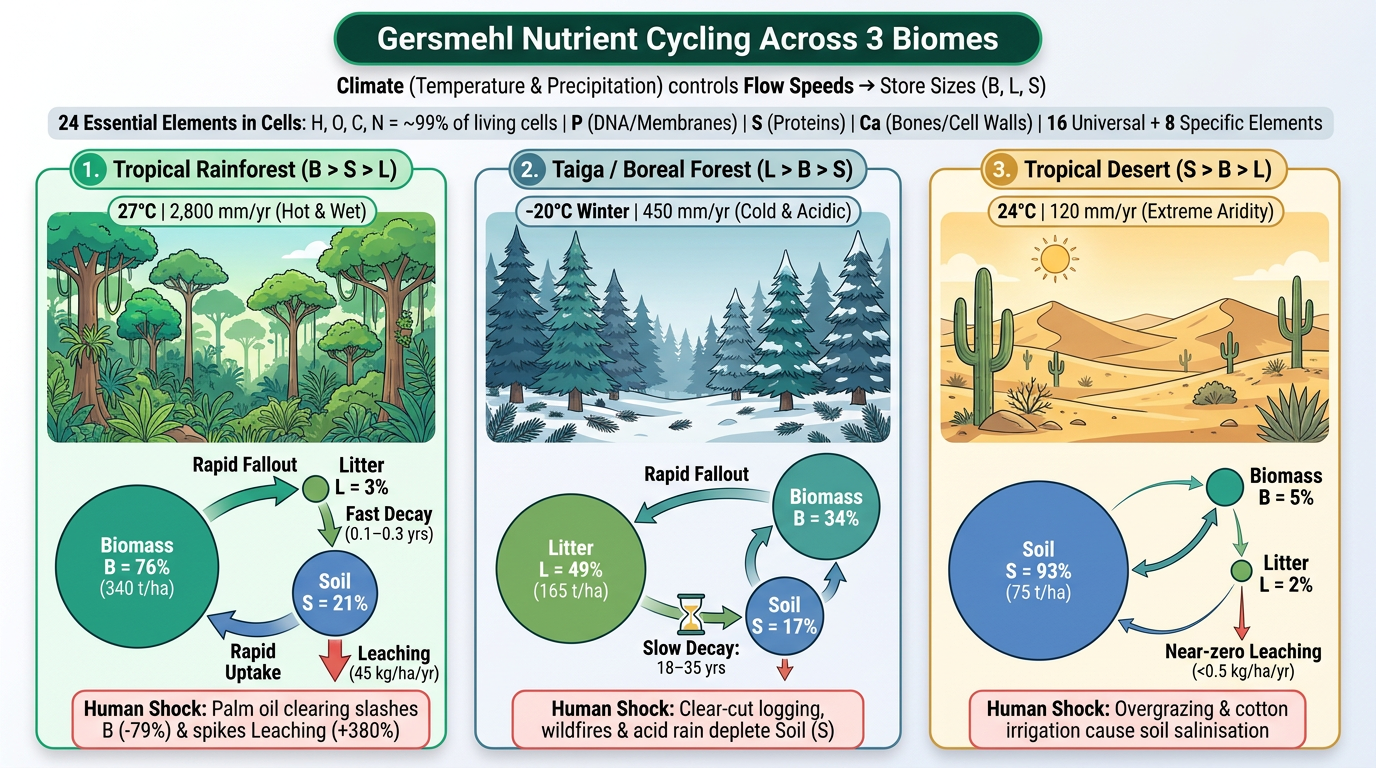 Gersmehl Nutrient Cycling Across 3 Biomes
Climate (Temperature & Precipitation) controls Flow Speeds → Store Sizes (B, L, S)
24 Essential Elements in Cells: H, O, C, N = ~99% of living cells | P (DNA/Membranes) | S (Proteins) | Ca (Bones/Cell Walls) | 16 Universal + 8 Specific Elements
1. Tropical Rainforest (B > S > L)
27°C | 2,800 mm/yr (Hot & Wet)
Rapid Fallout
Litter
L = 3%
Fast Decay
(0.1–0.3 yrs)
Biomass
B = 76%
(340 t/ha)
Soil
S = 21%
Rapid
Uptake
Leaching
(45 kg/ha/yr)
Human Shock: Palm oil clearing slashes
B (-79%) & spikes Leaching (+380%)
2. Taiga / Boreal Forest (L > B > S)
-20°C Winter | 450 mm/yr (Cold & Acidic)
Rapid Fallout
Biomass
B = 34%
Litter
L = 49%
(165 t/ha)
Soil
S = 17%
Slow Decay:
18–35 yrs
Human Shock: Clear-cut logging,
wildfires & acid rain deplete Soil (S)
3. Tropical Desert (S > B > L)
24°C | 120 mm/yr (Extreme Aridity)
Biomass
B = 5%
Soil
S = 93%
(75 t/ha)
Litter
L = 2%
Near-zero Leaching
(<0.5 kg/ha/yr)
Human Shock: Overgrazing & cotton
irrigation cause soil salinisation